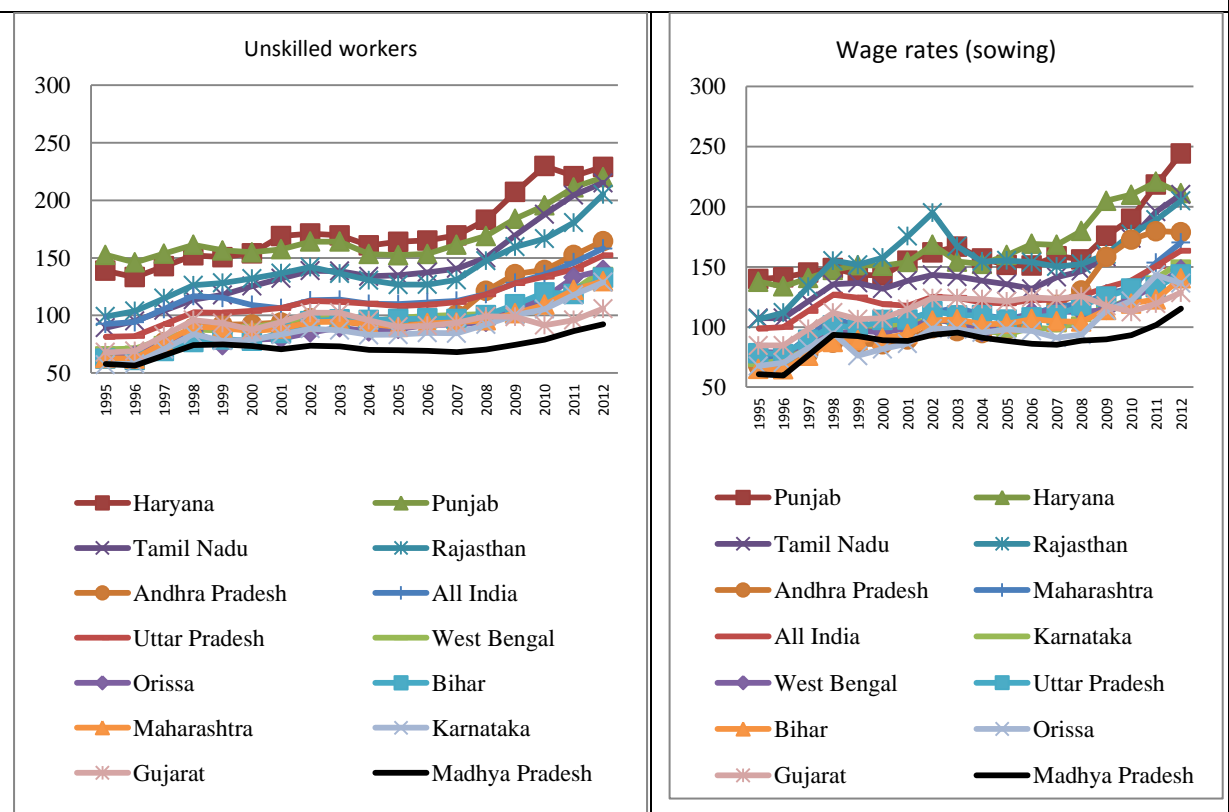 Unskilled workers
300
250
200
150
100
50
1995 1996 1997 1998 1999 2000 2001 2002 2003 2004 2005 2006 2007 2008 2009 2010 2011 2012
Haryana Punjab
Tamil Nadu Rajasthan
Andhra Pradesh All India
Uttar Pradesh West Bengal
Orissa Bihar
Maharashtra Karnataka
Gujarat Madhya Pradesh
Wage rates (sowing)
300
250
200
150
100
50
1995 1996 1997 1998 1999 2000 2001 2002 2003 2004 2005 2006 2007 2008 2009 2010 2011 2012
Punjab Haryana
Tamil Nadu Rajasthan
Andhra Pradesh Maharashtra
All India Karnataka
West Bengal Uttar Pradesh
Bihar Orissa
Gujarat Madhya Pradesh